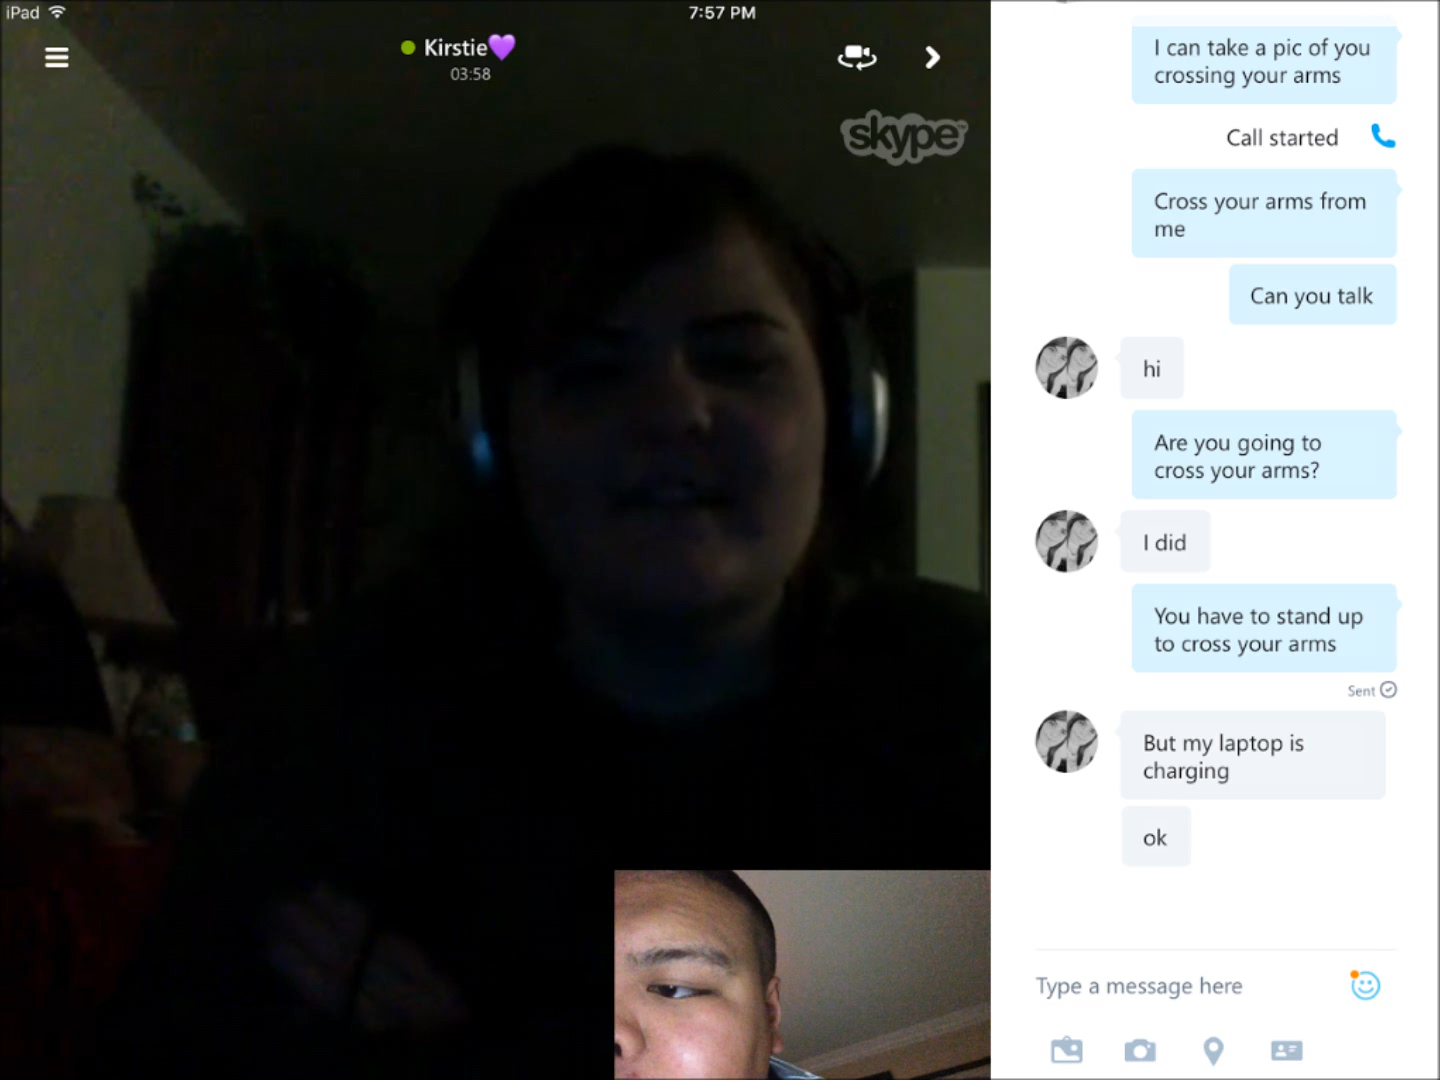 iPad
7:57 PM
Kirstie💜
03:58
skype™
I can take a pic of you
crossing your arms
Call started
Cross your arms from
me
Can you talk
hi
Are you going to
cross your arms?
I did
You have to stand up
to cross your arms
Sent
But my laptop is
charging
ok
Type a message here